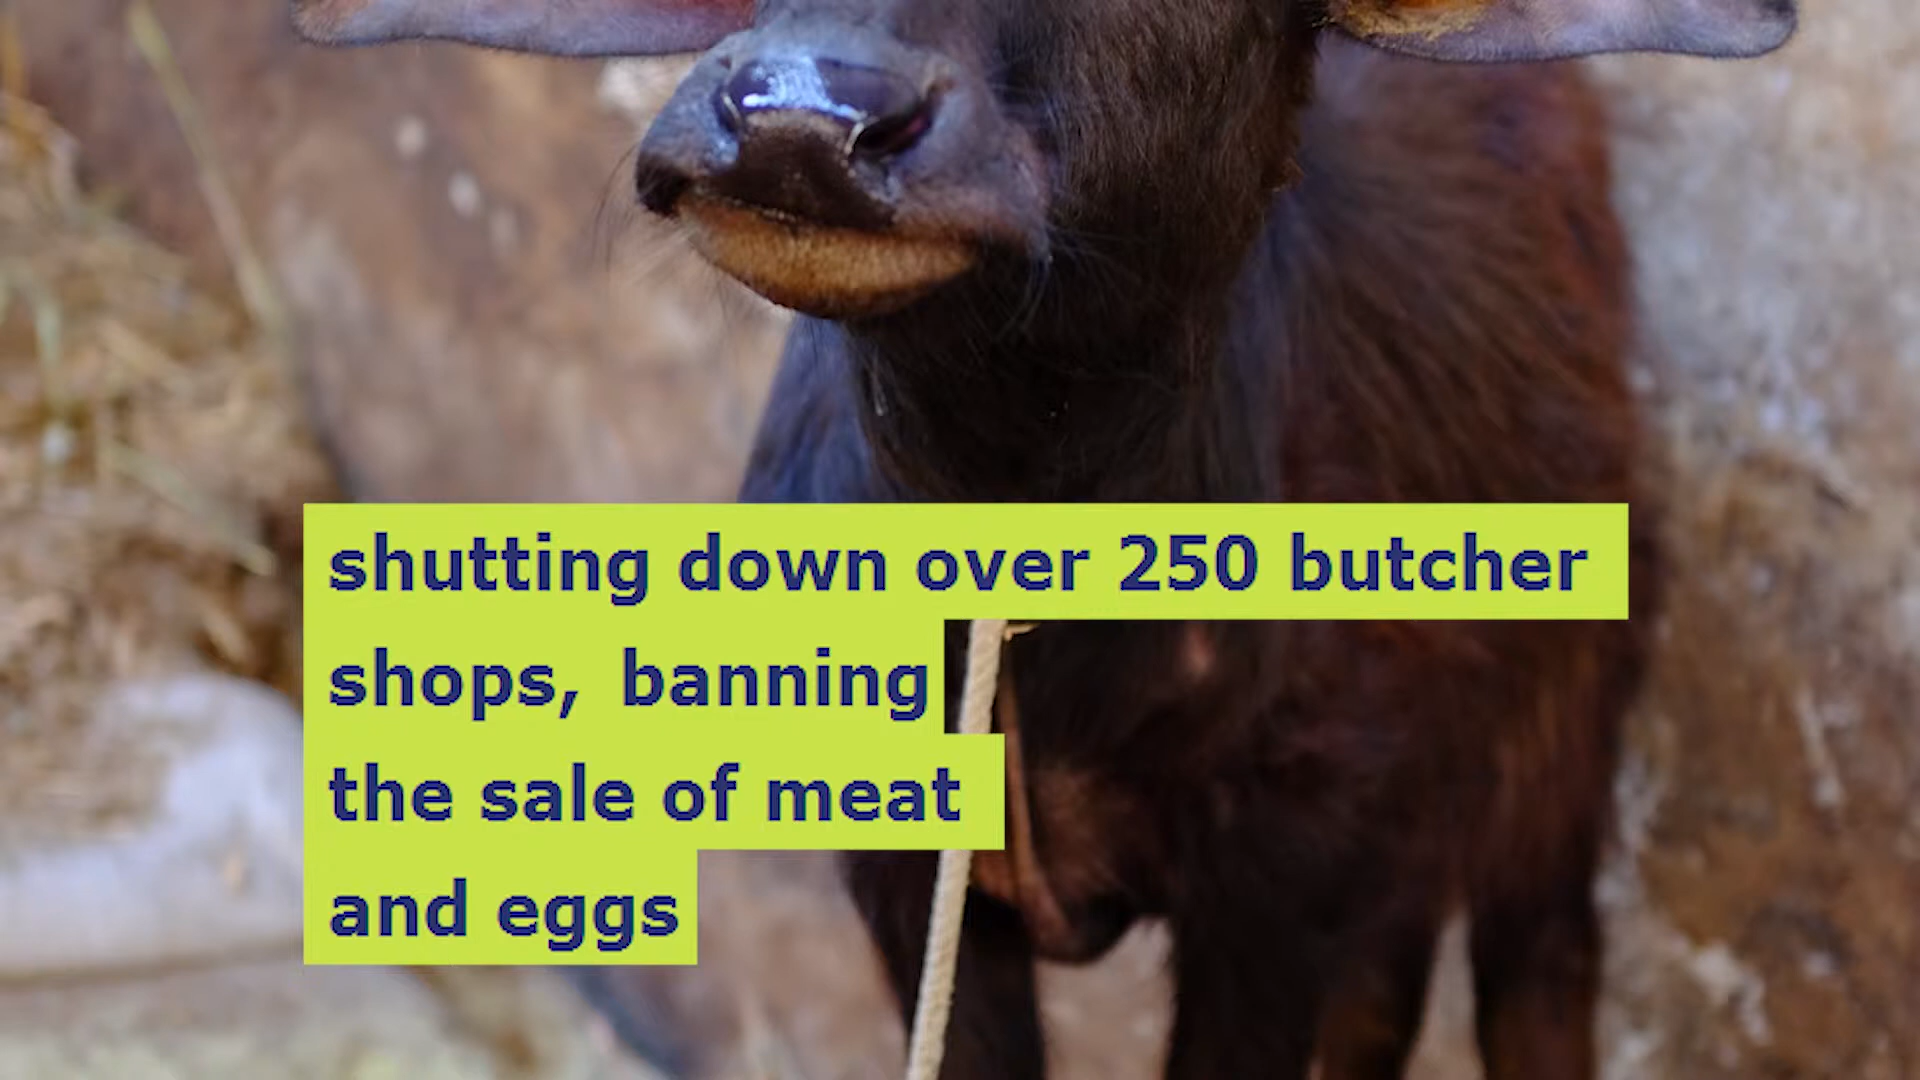 shutting down over 250 butcher
shops, banning
the sale of meat
and eggs